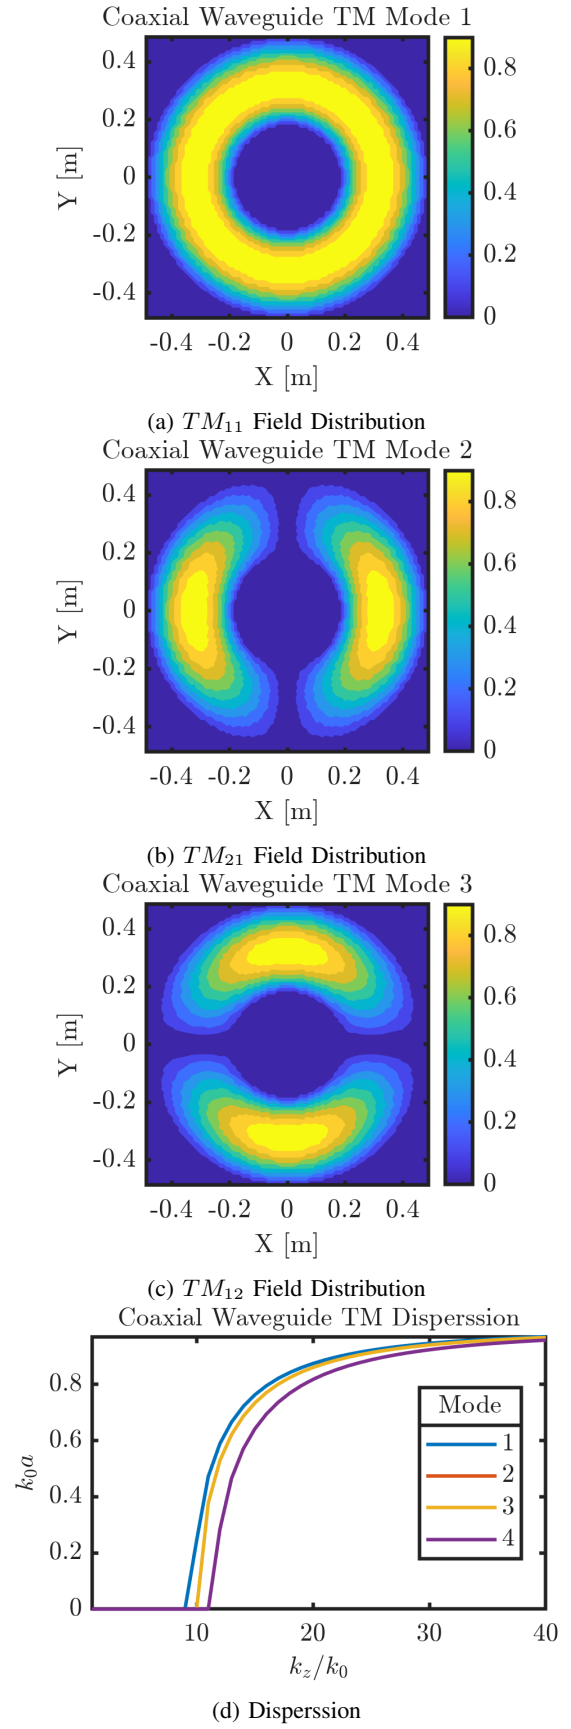 Coaxial Waveguide TM Mode 1
0.4
0.2
0
-0.2
-0.4
Y [m]
-0.4 -0.2 0 0.2 0.4
X [m]
0.8
0.6
0.4
0.2
0
(a) TM11 Field Distribution
Coaxial Waveguide TM Mode 2
0.4
0.2
0
-0.2
-0.4
Y [m]
-0.4 -0.2 0 0.2 0.4
X [m]
0.8
0.6
0.4
0.2
0
(b) TM21 Field Distribution
Coaxial Waveguide TM Mode 3
0.4
0.2
0
-0.2
-0.4
Y [m]
-0.4 -0.2 0 0.2 0.4
X [m]
0.8
0.6
0.4
0.2
0
(c) TM12 Field Distribution
Coaxial Waveguide TM Disperssion
0.8
0.6
0.4
0.2
0
k0a
Mode
1
2
3
4
10 20 30 40
kz/k0
(d) Disperssion